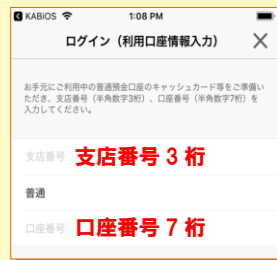 KABiOS 1:08 PM
ログイン（利用口座情報入力）
お手元にご利用中の普通預金口座のキャッシュカード等をご準備い
ただき、支店番号（半角数字3桁）、口座番号（半角数字7桁）を
入力してください。
支店番号 支店番号 3 桁
普通
口座番号 口座番号 7 桁